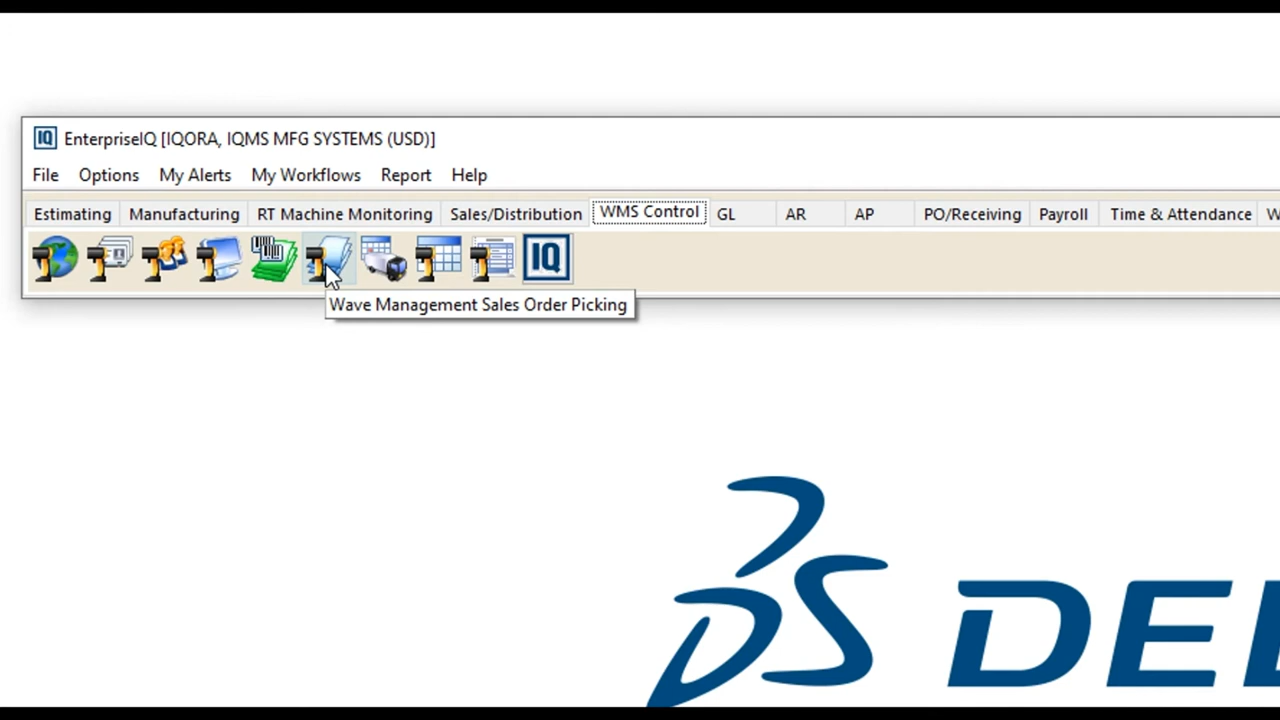 IQ EnterpriseIQ [IQORA, IQMS MFG SYSTEMS (USD)]
File Options My Alerts My Workflows Report Help
Estimating Manufacturing RT Machine Monitoring Sales/Distribution WMS Control GL AR AP PO/Receiving Payroll Time & Attendance W
IQ
Wave Management Sales Order Picking
DS DE